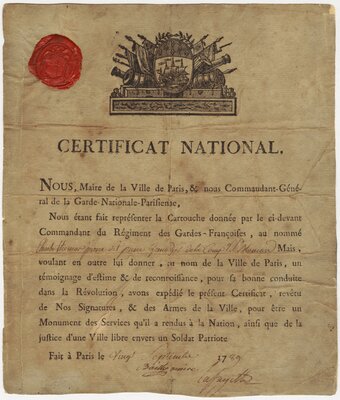 CERTIFICAT NATIONAL.
NOUS, Maire de la Ville de Paris, & nous Commandant-Géné-
ral de la Garde-Nationale-Parisienne,
Nous étant fait représenter la Cartouche donnée par le ci-devant
Commandant du Régiment des Gardes-Françoises, au nommé
Mais,
voulant en outre lui donner, au nom de la Ville de Paris, un
témoignage d'estime & de reconnoissance, pour sa bonne conduite
dans la Révolution, avons expédié le présent Certificat, revêtu
de Nos Signatures, & des Armes de la Ville, pour être un
Monument des Services qu'il a rendus à la Nation, ainsi que de la
justice d'une Ville libre envers un Soldat Patriote
Fait à Paris le Septembre 1789
Lafayette